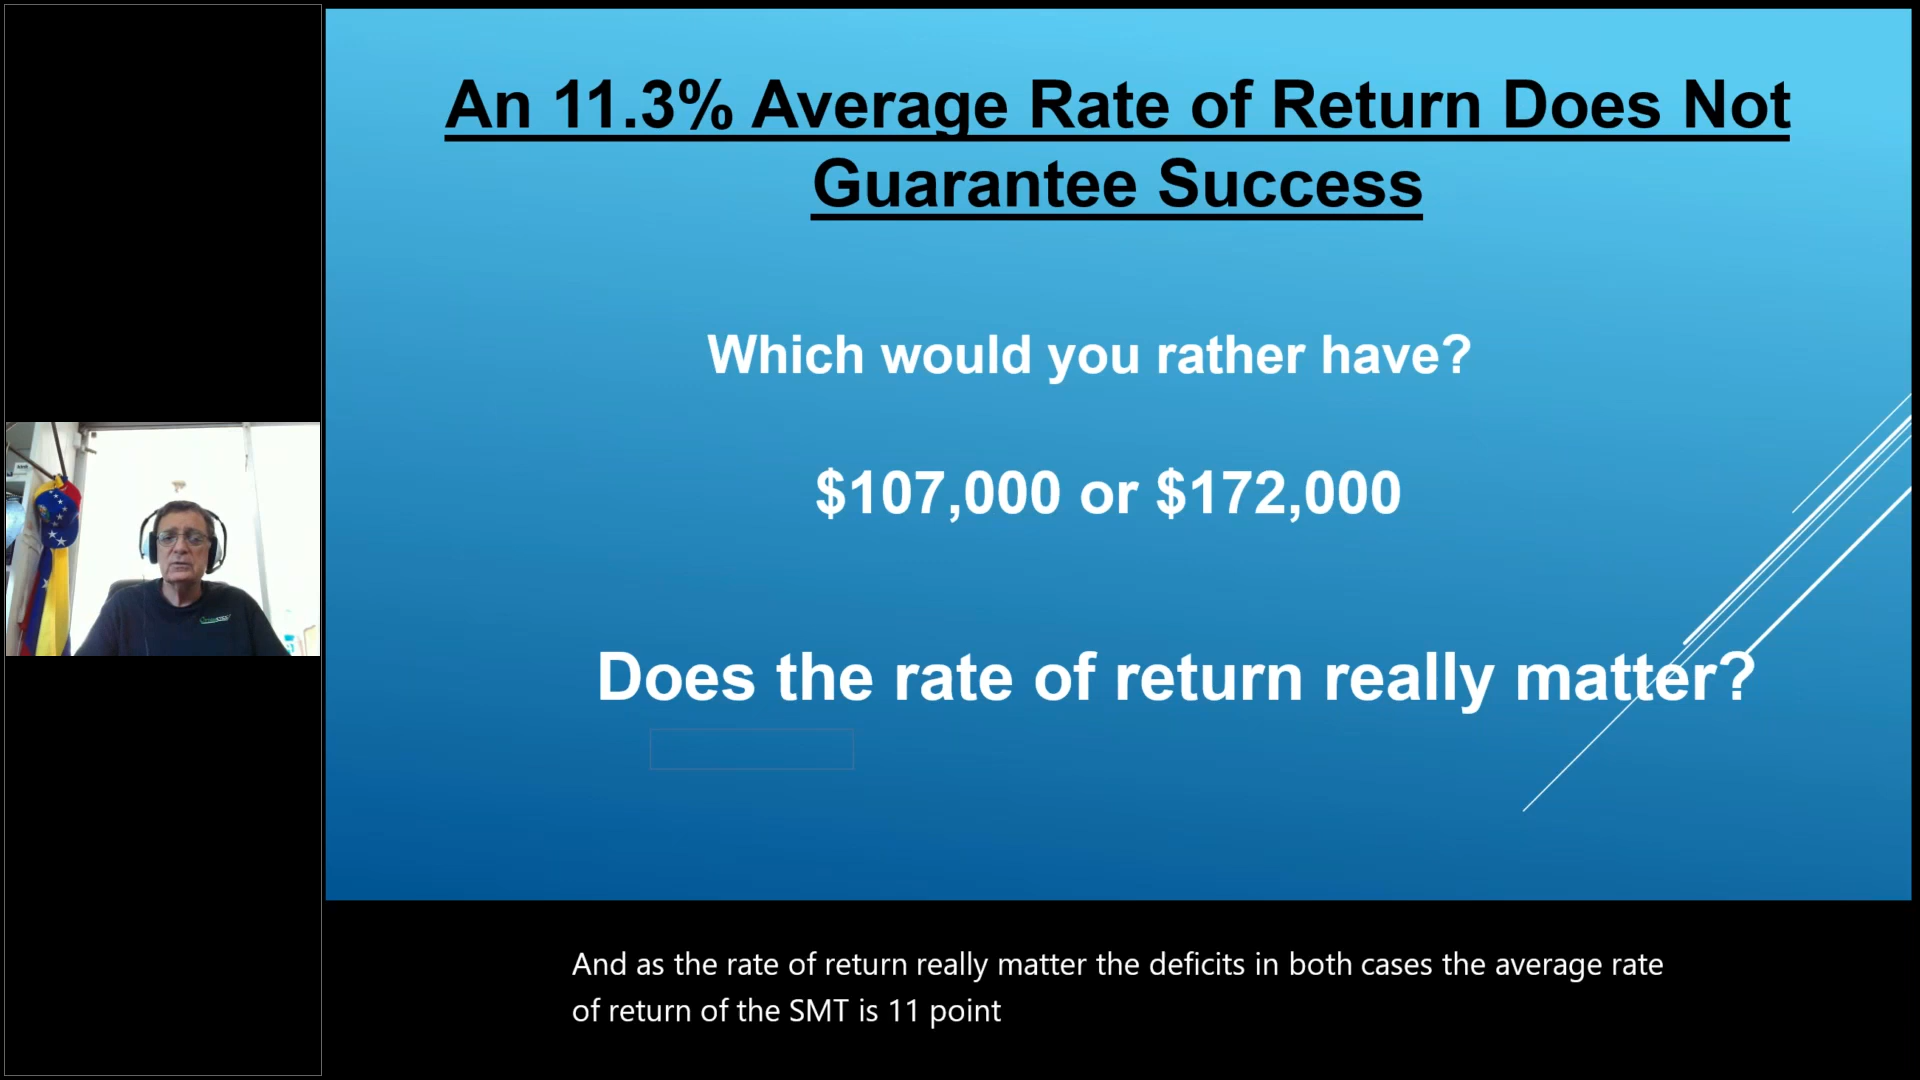 An 11.3% Average Rate of Return Does Not
Guarantee Success
Which would you rather have?
$107,000 or $172,000
Does the rate of return really matter?
And as the rate of return really matter the deficits in both cases the average rate
of return of the SMT is 11 point